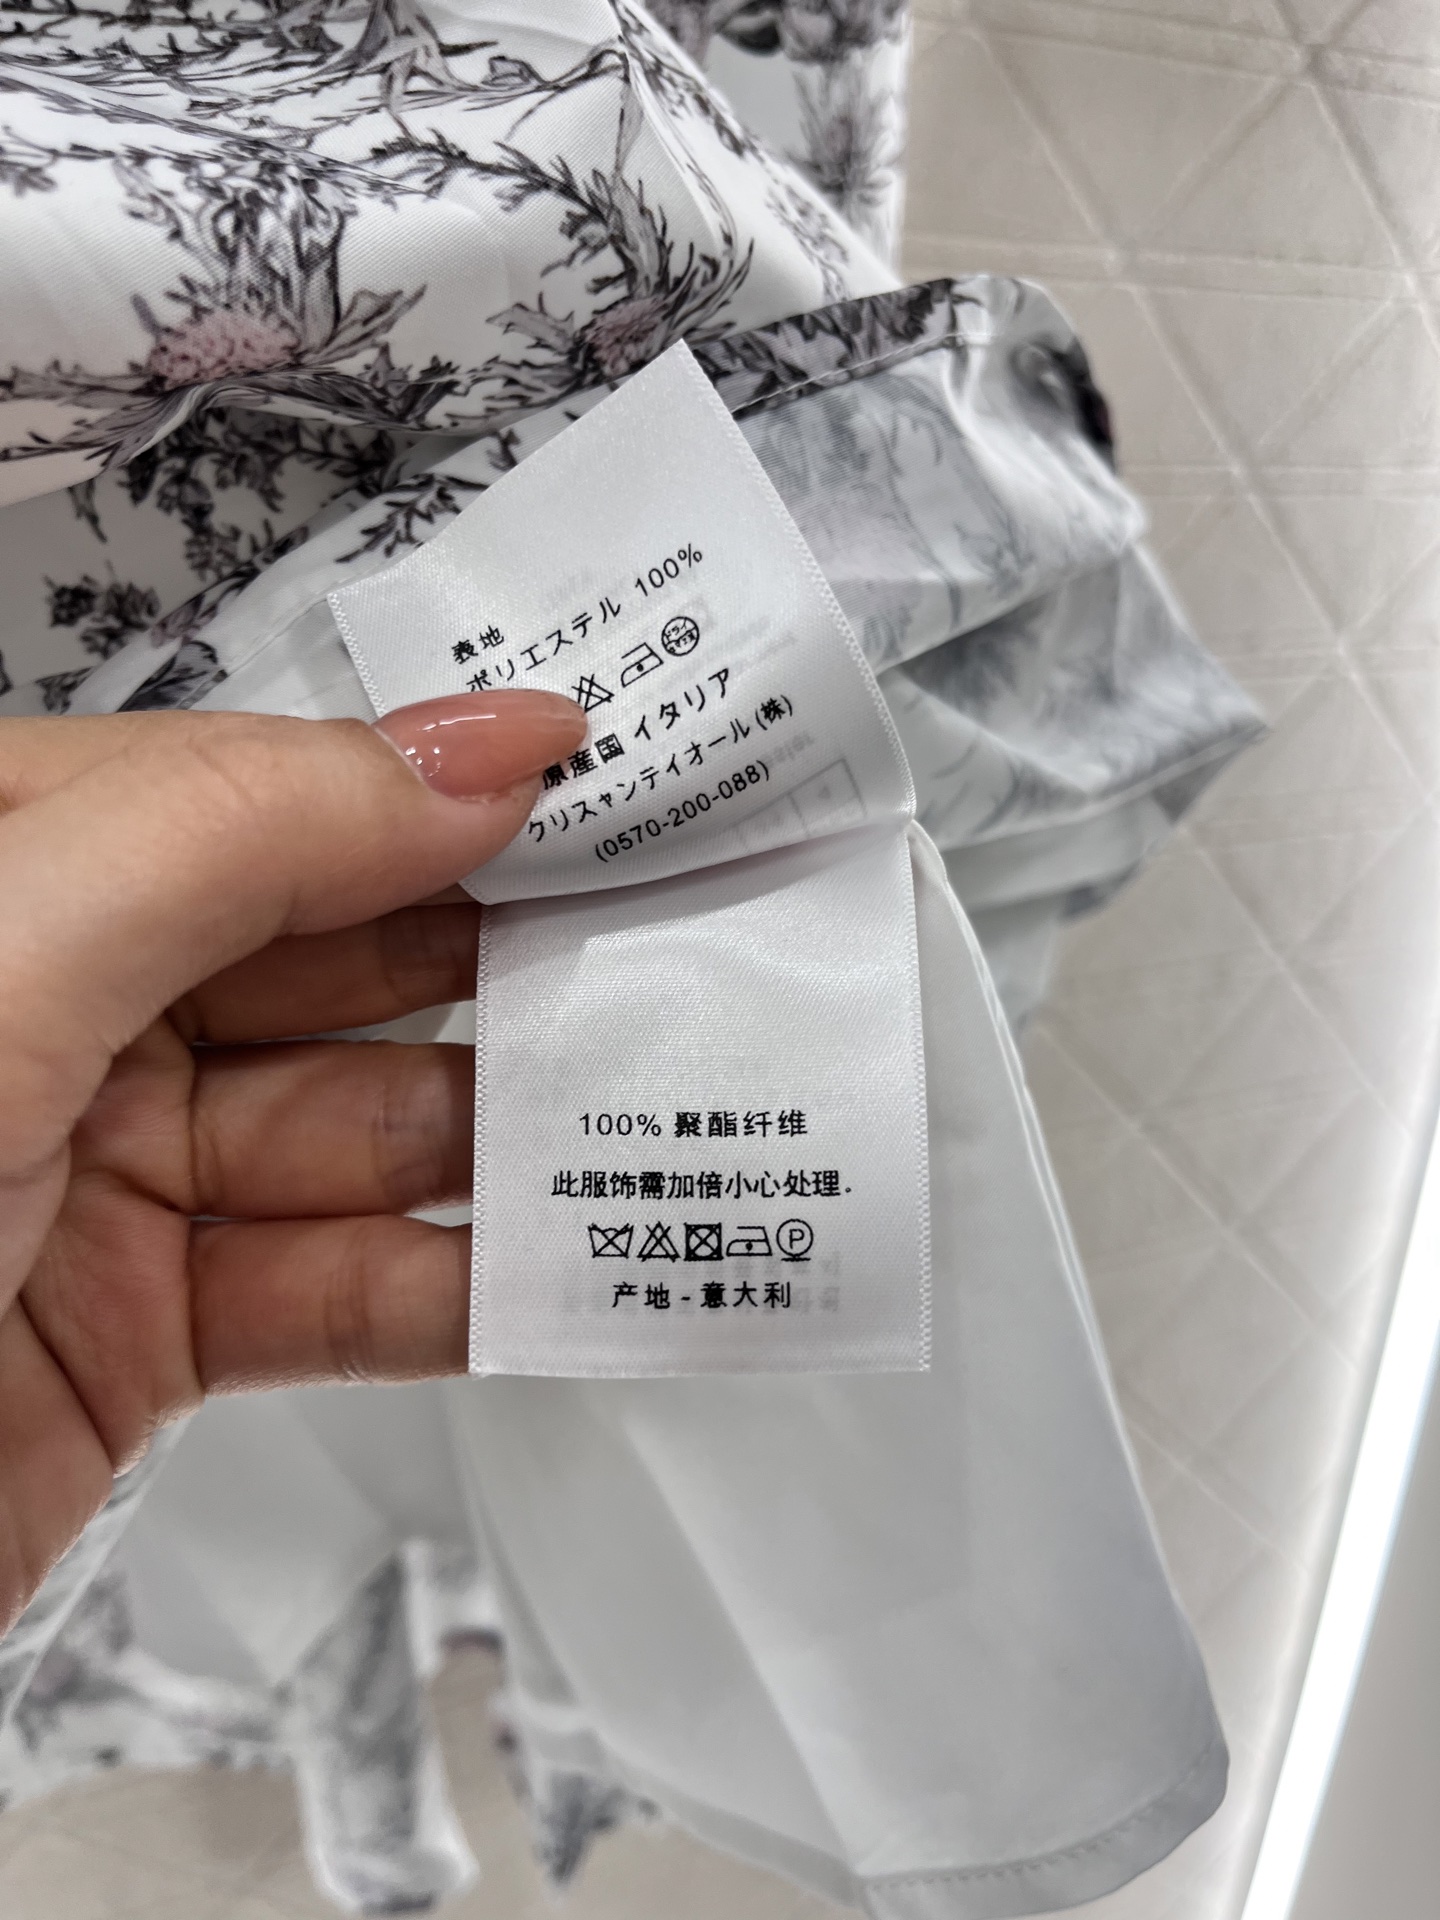 表地
ポリエステル 100%
原産国 イタリア
クリスャンテイオール(株)
(0570-200-088)
100% 聚酯纤维
此服饰需加倍小心处理.
P
产地 - 意大利